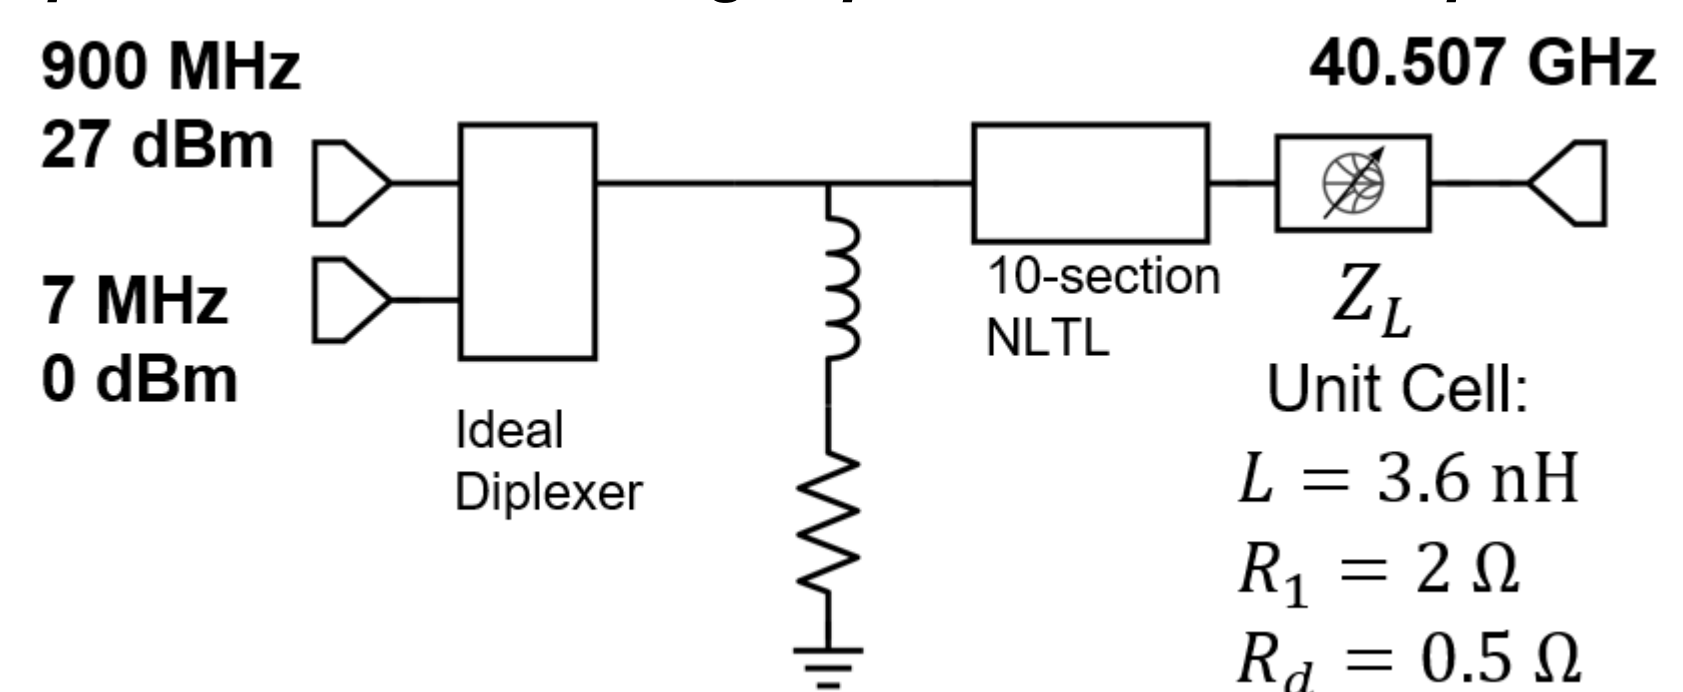 900 MHz
27 dBm
7 MHz
0 dBm
Ideal
Diplexer
10-section
NLTL
40.507 GHz
Z_L
Unit Cell:
L = 3.6 nH
R_1 = 2 Ω
R_d = 0.5 Ω